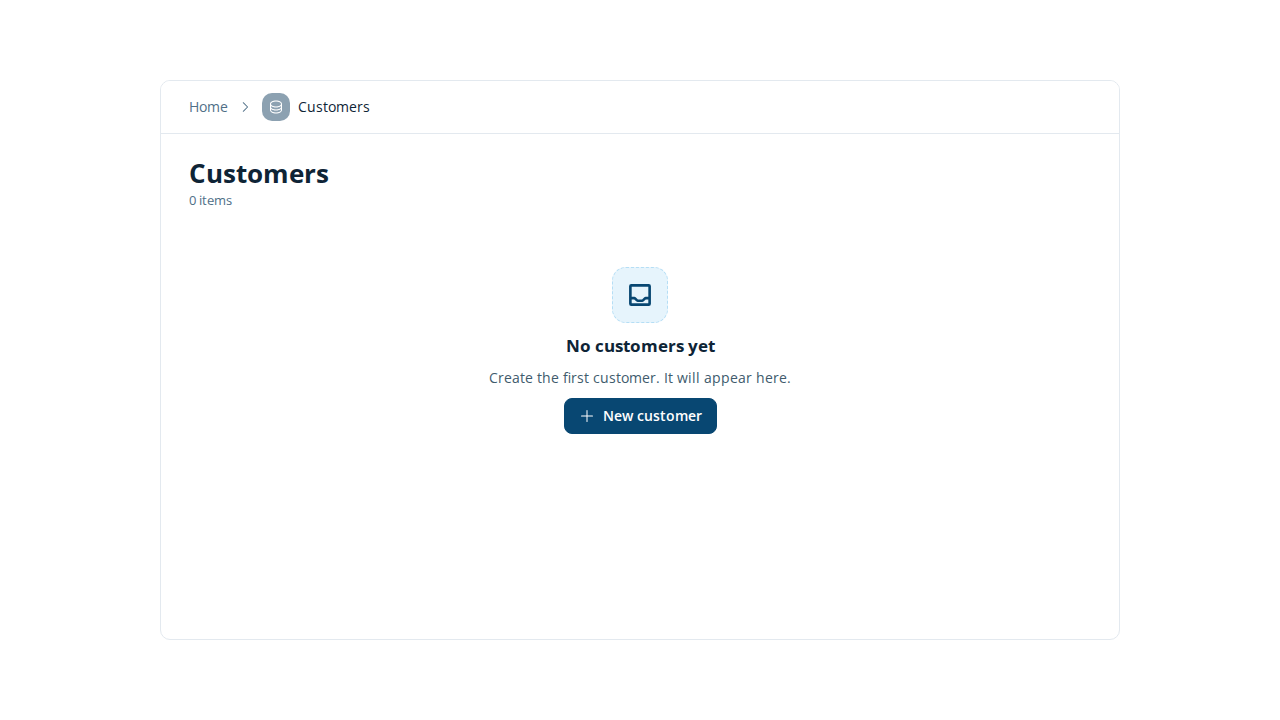 Home
Customers
Customers
0 items
No customers yet
Create the first customer. It will appear here.
New customer